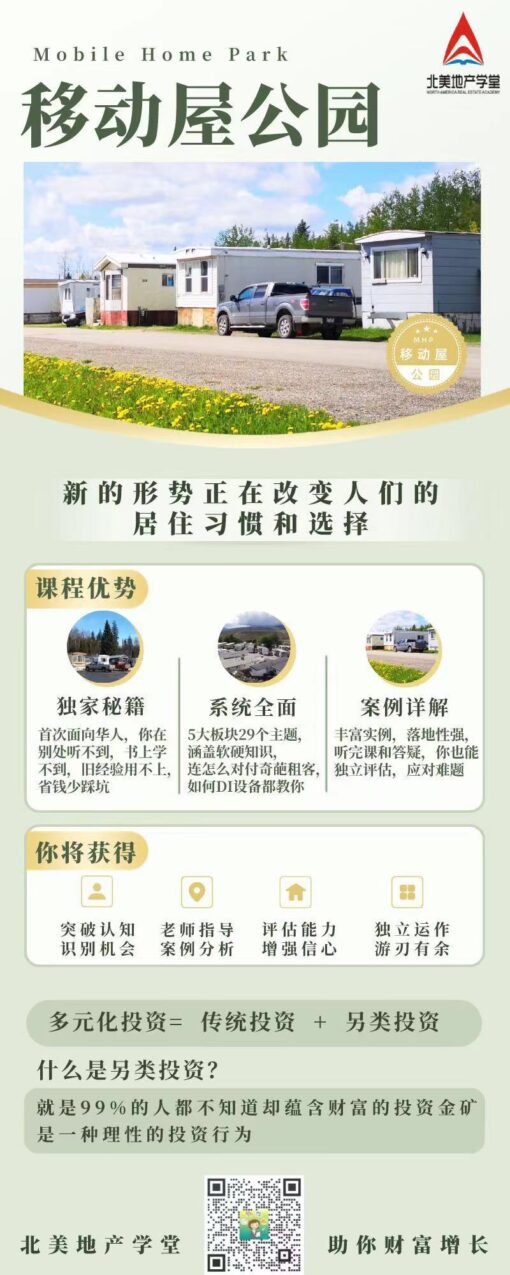 Mobile Home Park
北美地产学堂
NORTH AMERICA REAL ESTATE ACADEMY
移动屋公园
MHP
移动屋
公园
新的形势正在改变人们的
居住习惯和选择
课程优势
独家秘籍
首次面向华人，你在
别处听不到，书上学
不到，旧经验用不上，
省钱少踩坑
系统全面
5大板块29个主题，
涵盖软硬知识，
连怎么对付奇葩租客，
如何DI设备都教你
案例详解
丰富实例，落地性强，
听完课和答疑，你也能
独立评估，应对难题
你将获得
突破认知
识别机会
老师指导
案例分析
评估能力
增强信心
独立运作
游刃有余
多元化投资= 传统投资 + 另类投资
什么是另类投资？
就是99%的人都不知道却蕴含财富的投资金矿
是一种理性的投资行为
北美地产学堂
助你财富增长